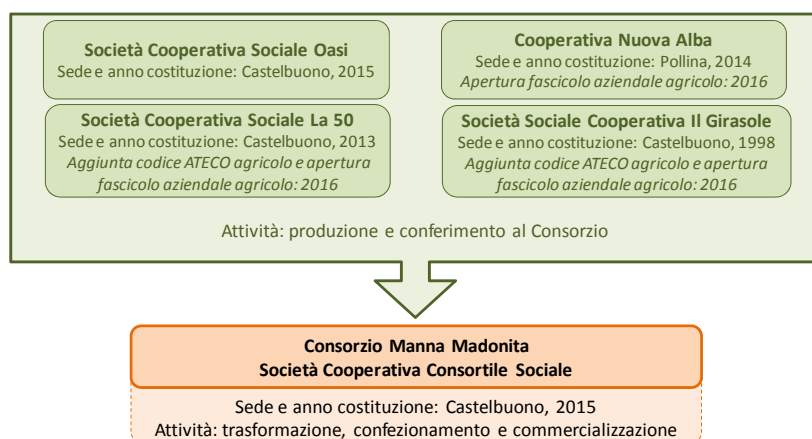 Società Cooperativa Sociale Oasi
Sede e anno costituzione: Castelbuono, 2015
Cooperativa Nuova Alba
Sede e anno costituzione: Pollina, 2014
Apertura fascicolo aziendale agricolo: 2016
Società Cooperativa Sociale La 50
Sede e anno costituzione: Castelbuono, 2013
Aggiunta codice ATECO agricolo e apertura
fascicolo aziendale agricolo: 2016
Società Sociale Cooperativa Il Girasole
Sede e anno costituzione: Castelbuono, 1998
Aggiunta codice ATECO agricolo e apertura
fascicolo aziendale agricolo: 2016
Attività: produzione e conferimento al Consorzio
Consorzio Manna Madonita
Società Cooperativa Consortile Sociale
Sede e anno costituzione: Castelbuono, 2015
Attività: trasformazione, confezionamento e commercializzazione